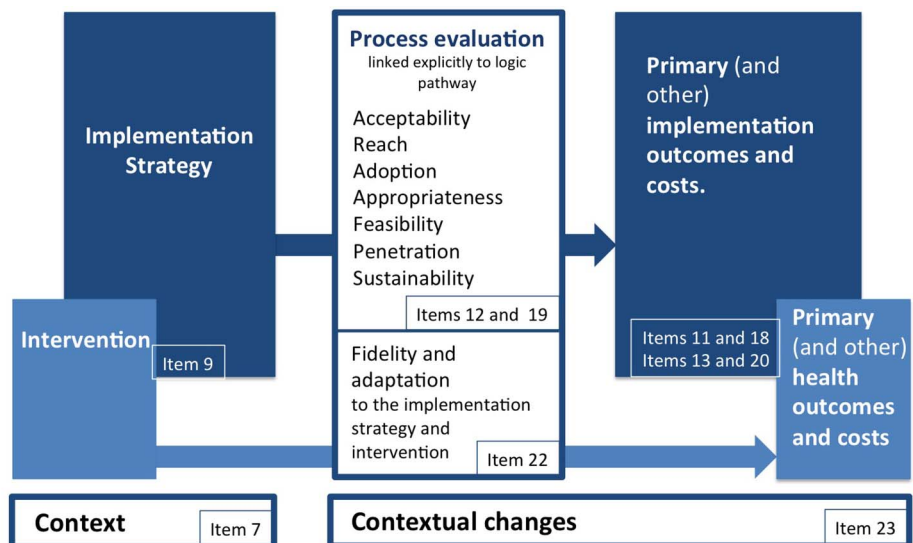 Implementation
Strategy
Intervention
Item 9
Process evaluation
linked explicitly to logic
pathway
Acceptability
Reach
Adoption
Appropriateness
Feasibility
Penetration
Sustainability
Items 12 and 19
Fidelity and
adaptation
to the implementation
strategy and
intervention
Item 22
Primary (and
other)
implementation
outcomes and
costs.
Items 11 and 18
Items 13 and 20
Primary
(and other)
health
outcomes
and costs
Context
Item 7
Contextual changes
Item 23